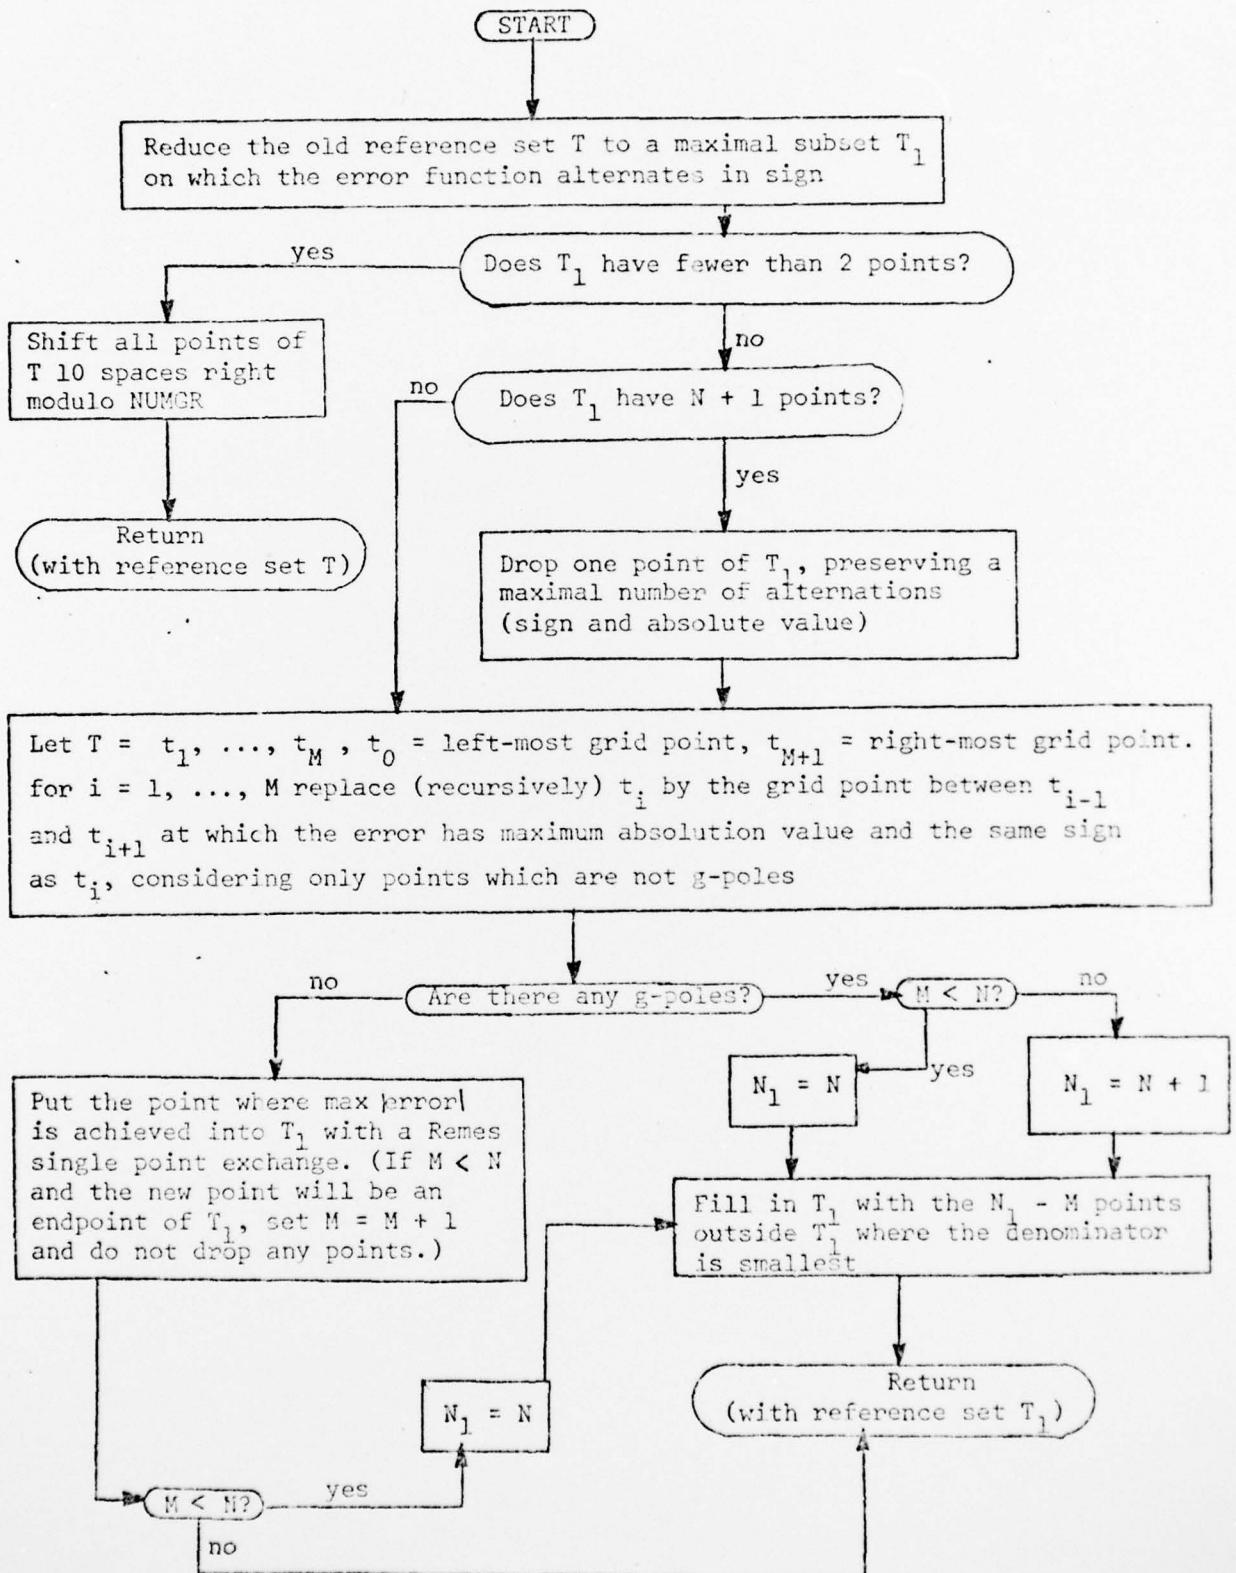 START
Reduce the old reference set T to a maximal subset T₁
on which the error function alternates in sign
yes
Does T₁ have fewer than 2 points?
Shift all points of
T 10 spaces right
modulo NUMGR
no
no
Does T₁ have N + 1 points?
yes
Return
(with reference set T)
Drop one point of T₁, preserving a
maximal number of alternations
(sign and absolute value)
Let T = t₁, ..., t_M , t₀ = left-most grid point, t_{M+1} = right-most grid point.
for i = 1, ..., M replace (recursively) t_i by the grid point between t_{i-1}
and t_{i+1} at which the error has maximum absolution value and the same sign
as t_i, considering only points which are not g-poles
no
Are there any g-poles?
yes
M < N?
no
yes
N₁ = N
N₁ = N + 1
Put the point where max |error|
is achieved into T₁ with a Remes
single point exchange. (If M < N
and the new point will be an
endpoint of T₁, set M = M + 1
and do not drop any points.)
Fill in T₁ with the N₁ - M points
outside T₁ where the denominator
is smallest
N₁ = N
Return
(with reference set T₁)
M < N?
yes
no